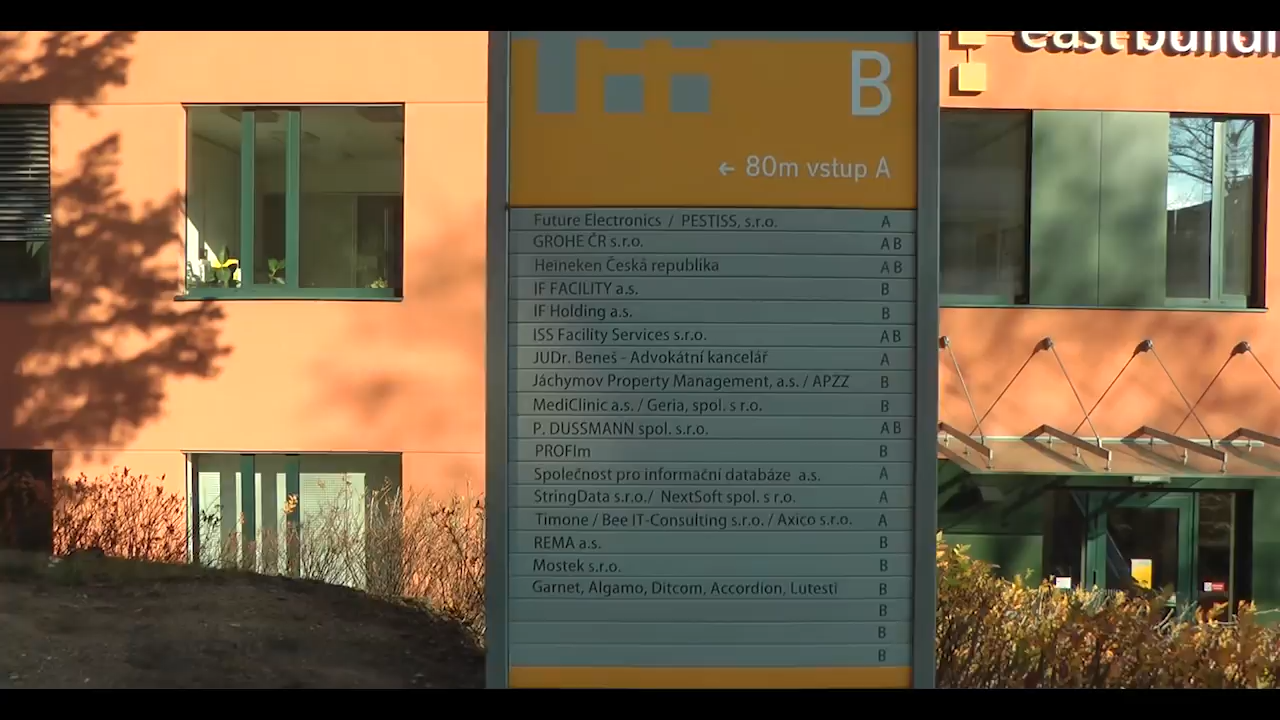 B
east buildin
← 80m vstup A
Future Electronics / PESTISS, s.r.o. A
GROHE ČR s.r.o. A B
Heineken Česká republika A B
IF FACILITY a.s. B
IF Holding a.s. B
ISS Facility Services s.r.o. A B
JUDr. Beneš - Advokátní kancelář A
Jáchymov Property Management, a.s. / APZZ B
MediClinic a.s. / Geria, spol. s r.o. B
P. DUSSMANN spol. s.r.o. A B
PROFIm B
Společnost pro informační databáze a.s. A
StringData s.r.o./ NextSoft spol. s r.o. A
Timone / Bee IT-Consulting s.r.o. / Axico s.r.o. A
REMA a.s. B
Mostek s.r.o. B
Garnet, Algamo, Ditcom, Accordion, Lutesti B
B
B
B